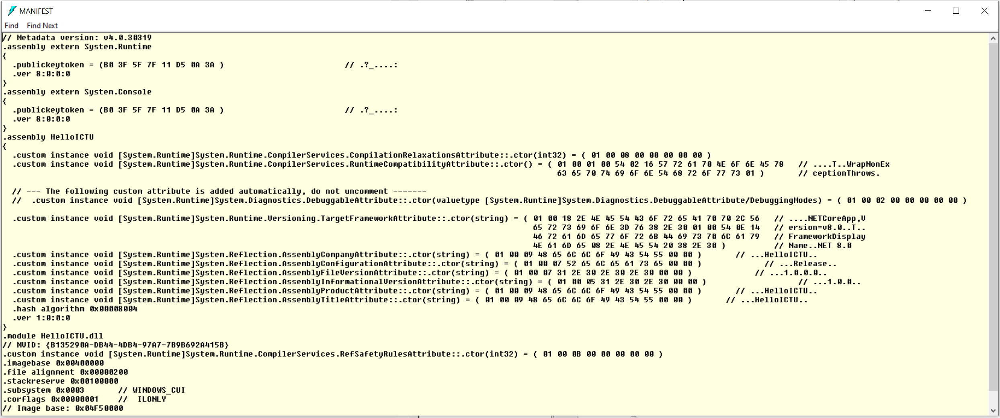 MANIFEST
Find Find Next
// Metadata version: v4.0.30319
.assembly extern System.Runtime
{
  .publickeytoken = (B0 3F 5F 7F 11 D5 0A 3A ) // .?_....:
  .ver 8:0:0:0
}
.assembly extern System.Console
{
  .publickeytoken = (B0 3F 5F 7F 11 D5 0A 3A ) // .?_....:
  .ver 8:0:0:0
}
.assembly HelloICTU
{
  .custom instance void [System.Runtime]System.Runtime.CompilerServices.CompilationRelaxationsAttribute::.ctor(int32) = ( 01 00 08 00 00 00 00 00 )
  .custom instance void [System.Runtime]System.Runtime.CompilerServices.RuntimeCompatibilityAttribute::.ctor() = ( 01 00 01 00 54 02 16 57 72 61 70 4E 6F 6E 45 78 // ....T..WrapNonEx
  63 65 70 74 69 6F 6E 54 68 72 6F 77 73 01 ) // ceptionThrows.
  // --- The following custom attribute is added automatically, do not uncomment -------
  // .custom instance void [System.Runtime]System.Diagnostics.DebuggableAttribute::.ctor(valuetype [System.Runtime]System.Diagnostics.DebuggableAttribute/DebuggingModes) = ( 01 00 02 00 00 00 00 00 )
  .custom instance void [System.Runtime]System.Runtime.Versioning.TargetFrameworkAttribute::.ctor(string) = ( 01 00 18 2E 4E 45 54 43 6F 72 65 41 70 70 2C 56 // ....NETCoreApp,V
  65 72 73 69 6F 6E 3D 76 38 2E 30 01 00 54 0E 14 // ersion=v8.0..T..
  46 72 61 6D 65 77 6F 72 6B 44 69 73 70 6C 61 79 // FrameworkDisplay
  4E 61 6D 65 08 2E 4E 45 54 20 38 2E 30 ) // Name..NET 8.0
  .custom instance void [System.Runtime]System.Reflection.AssemblyCompanyAttribute::.ctor(string) = ( 01 00 09 48 65 6C 6C 6F 49 43 54 55 00 00 ) // ...HelloICTU..
  .custom instance void [System.Runtime]System.Reflection.AssemblyConfigurationAttribute::.ctor(string) = ( 01 00 07 52 65 6C 65 61 73 65 00 00 ) // ...Release..
  .custom instance void [System.Runtime]System.Reflection.AssemblyFileVersionAttribute::.ctor(string) = ( 01 00 07 31 2E 30 2E 30 2E 30 00 00 ) // ...1.0.0.0..
  .custom instance void [System.Runtime]System.Reflection.AssemblyInformationalVersionAttribute::.ctor(string) = ( 01 00 05 31 2E 30 2E 30 00 00 ) // ...1.0.0..
  .custom instance void [System.Runtime]System.Reflection.AssemblyProductAttribute::.ctor(string) = ( 01 00 09 48 65 6C 6C 6F 49 43 54 55 00 00 ) // ...HelloICTU..
  .custom instance void [System.Runtime]System.Reflection.AssemblyTitleAttribute::.ctor(string) = ( 01 00 09 48 65 6C 6C 6F 49 43 54 55 00 00 ) // ...HelloICTU..
  .hash algorithm 0x00008004
  .ver 1:0:0:0
}
.module HelloICTU.dll
// MVID: {B135290A-DB44-4DB4-97A7-7B9B692A415B}
.custom instance void [System.Runtime]System.Runtime.CompilerServices.RefSafetyRulesAttribute::.ctor(int32) = ( 01 00 0B 00 00 00 00 00 )
.imagebase 0x00400000
.file alignment 0x00000200
.stackreserve 0x00100000
.subsystem 0x0003 // WINDOWS_CUI
.corflags 0x00000001 // ILONLY
// Image base: 0x04F50000